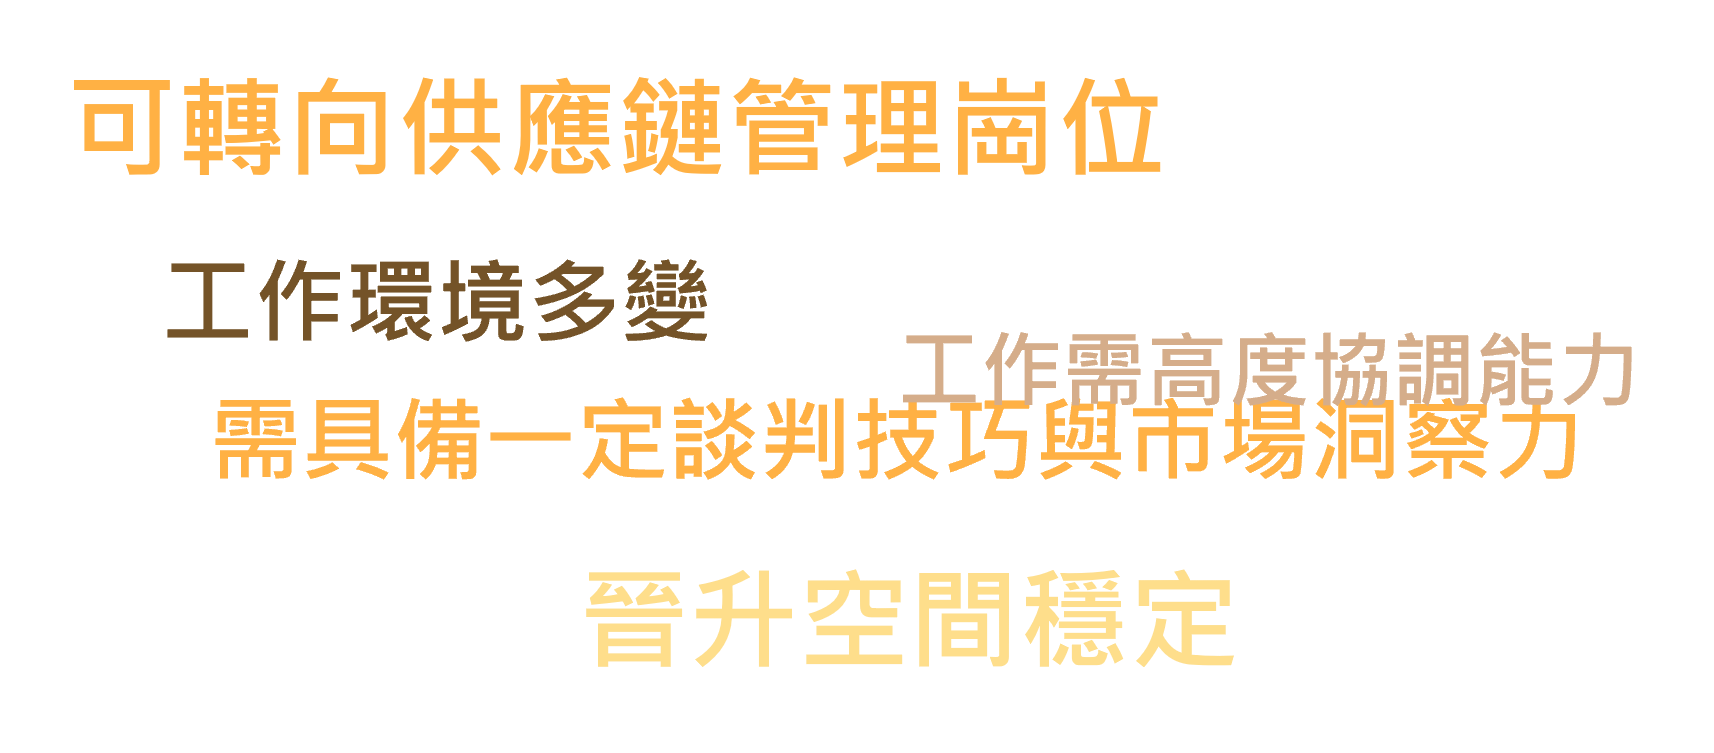 可轉向供應鏈管理崗位
工作環境多變
工作需高度協調能力
需具備一定談判技巧與市場洞察力
晉升空間穩定